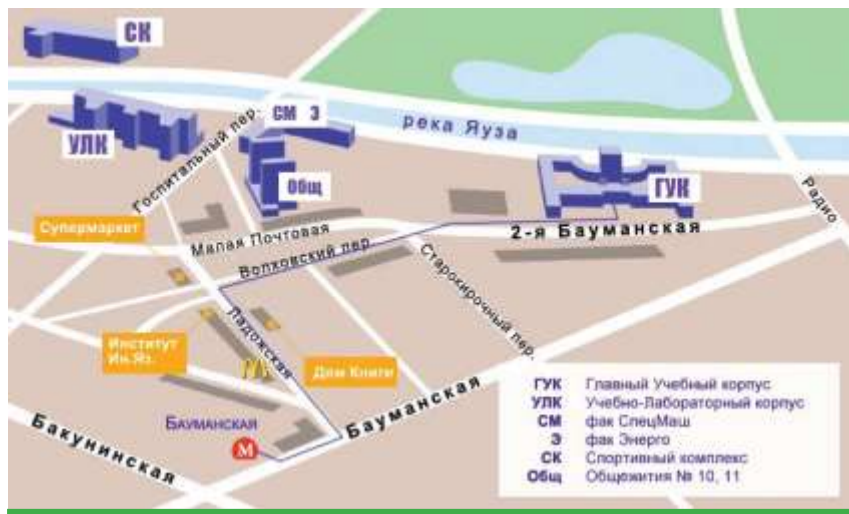 СК
СМ Э
река Яуза
УЛК
Госпитальный пер.
Общ
ГУК
Радио
Супермаркет
Малая Почтовая
2-я Бауманская
Волховский пер
Старокирочный пер.
Ладожская
Институт
Ин.Яз.
Дом Книги
Бауманская
Бауманская
М
Бакунинская
ГУК Главный Учебный корпус
УЛК Учебно-Лабораторный корпус
СМ фак СпецМаш
Э фак Энерго
СК Спортивный комплекс
Общ Общежития № 10, 11